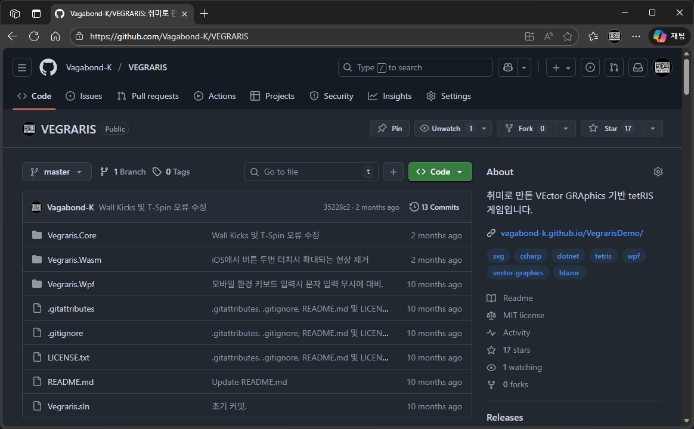 Vagabond-K/VEGRARIS: 취미로 만
https://github.com/Vagabond-K/VEGRARIS
Vagabond-K / VEGRARIS
Type / to search
Code Issues Pull requests Actions Projects Security Insights Settings
VEGRARIS Public
Pin Unwatch 1 Fork 0 Star 17
master 1 Branch 0 Tags Go to file t Code
Vagabond-K Wall Kicks 및 T-Spin 오류 수정 35228c2 · 2 months ago 13 Commits
Vegraris.Core Wall Kicks 및 T-Spin 오류 수정 2 months ago
Vegraris.Wasm iOS에서 버튼 두번 터치시 확대되는 현상 제거 2 months ago
Vegraris.Wpf 모바일 환경 키보드 입력시 문자 입력 무시에 대비. 10 months ago
.gitattributes .gitattributes, .gitignore, README.md 및 LICEN... 10 months ago
.gitignore .gitattributes, .gitignore, README.md 및 LICEN... 10 months ago
LICENSE.txt .gitattributes, .gitignore, README.md 및 LICEN... 10 months ago
README.md Update README.md 10 months ago
Vegraris.sln 초기 커밋. 10 months ago
About
취미로 만든 VEctor GRAphics 기반 tetRIS
게임입니다.
vagabond-k.github.io/VegrarisDemo/
svg csharp dotnet tetris wpf
vector-graphics blazor
Readme
MIT license
Activity
17 stars
1 watching
0 forks
Releases